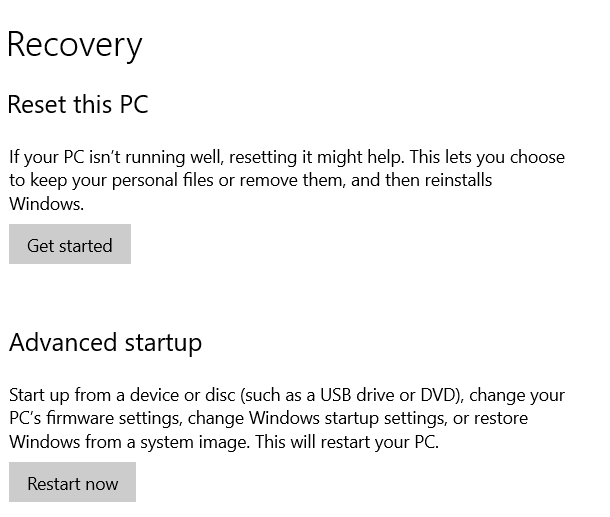 Recovery
Reset this PC
If your PC isn't running well, resetting it might help. This lets you choose
to keep your personal files or remove them, and then reinstalls
Windows.
Get started
Advanced startup
Start up from a device or disc (such as a USB drive or DVD), change your
PC's firmware settings, change Windows startup settings, or restore
Windows from a system image. This will restart your PC.
Restart now